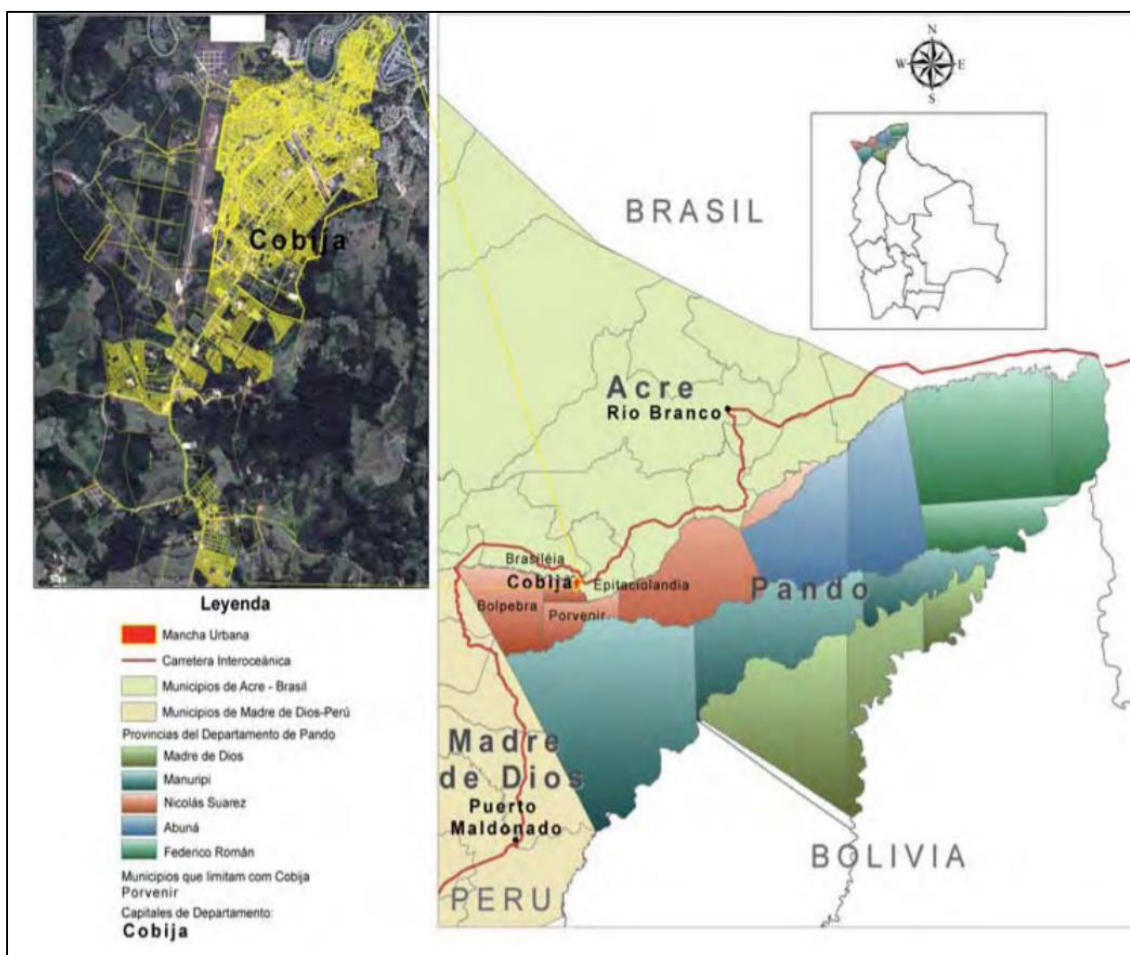 Cobija
Leyenda
Mancha Urbana
Carretera Interoceánica
Municipios de Acre - Brasil
Municipios de Madre de Dios-Perú
Provincias del Departamento de Pando
Madre de Dios
Manuripi
Nicolás Suarez
Abuná
Federico Román
Municipios que limitam com Cobija
Porvenir
Capitales de Departamento:
Cobija
N
W E
S
BRASIL
Acre
Rio Branco
Brasiléia
Cobija
Epitaciolandia
Bolpebra
Porvenir
Pando
Madre
de Dios
Puerto
Maldonado
BOLIVIA
PERU